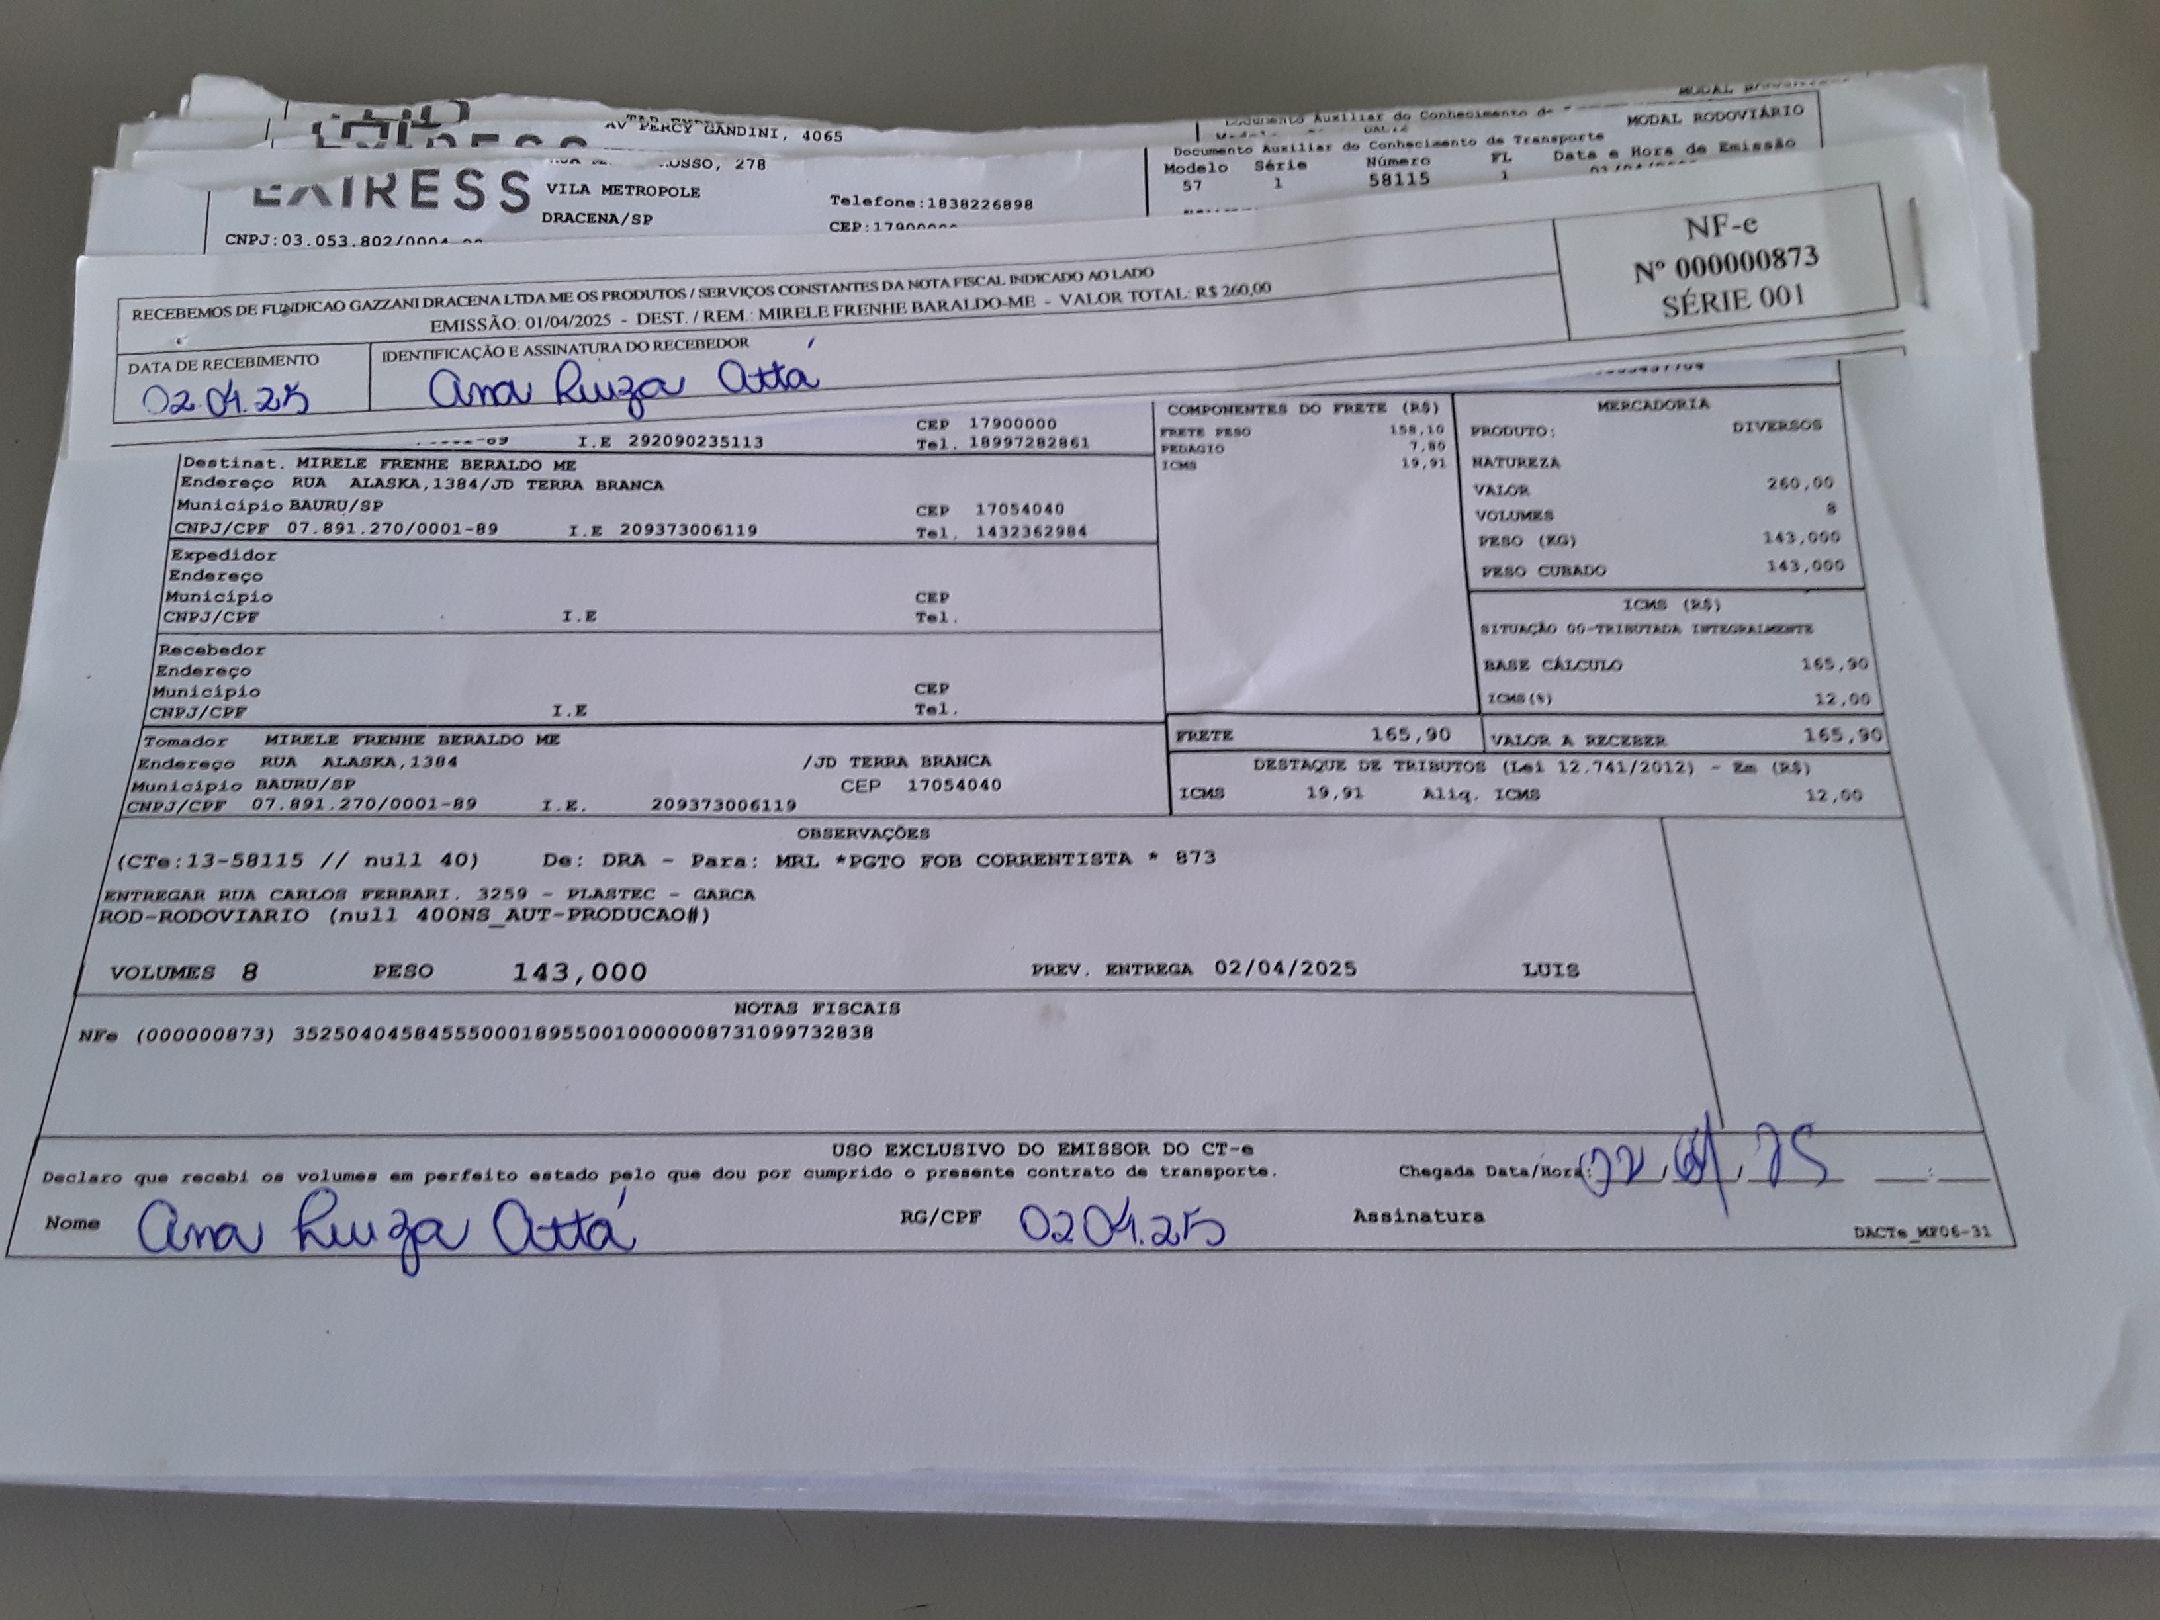 MODAL RODOVIÁRIO
AV PERCY GANDINI, 4065
Documento Auxiliar do Conhecimento de Transporte
278
Modelo Série Número FL Data e Hora de Emissão
57 1 58115 1
EXPRESS
VILA METROPOLE
Telefone:1838226898
DRACENA/SP
CNPJ:03.053.802/0004
NF-e
Nº 000000873
SÉRIE 001
RECEBEMOS DE FUNDICAO GAZZANI DRACENA LTDA ME OS PRODUTOS / SERVIÇOS CONSTANTES DA NOTA FISCAL INDICADO AO LADO
EMISSÃO: 01/04/2025 - DEST. / REM.: MIRELE FRENHE BARALDO-ME - VALOR TOTAL: R$ 260,00
DATA DE RECEBIMENTO
02.04.25
IDENTIFICAÇÃO E ASSINATURA DO RECEBEDOR
Ana Luiza Attá
I.E 292090235113
CEP 17900000
Tel. 18997282861
Destinat. MIRELE FRENHE BERALDO ME
Endereço RUA ALASKA,1384/JD TERRA BRANCA
Município BAURU/SP CEP 17054040
CNPJ/CPF 07.891.270/0001-89 I.E 209373006119 Tel. 1432362984
Expedidor
Endereço
Município CEP
CNPJ/CPF I.E Tel.
Recebedor
Endereço
Município CEP
CNPJ/CPF I.E Tel.
Tomador MIRELE FRENHE BERALDO ME
Endereço RUA ALASKA,1384 /JD TERRA BRANCA
Município BAURU/SP CEP 17054040
CNPJ/CPF 07.891.270/0001-89 I.E. 209373006119
COMPONENTES DO FRETE (R$)
FRETE PESO 158,10
PEDAGIO 7,80
ICMS 19,91
FRETE 165,90
MERCADORIA
PRODUTO: DIVERSOS
NATUREZA
VALOR 260,00
VOLUMES 8
PESO (KG) 143,000
PESO CUBADO 143,000
ICMS (R$)
SITUAÇÃO 00-TRIBUTADA INTEGRALMENTE
BASE CÁLCULO 165,90
ICMS(%) 12,00
VALOR A RECEBER 165,90
DESTAQUE DE TRIBUTOS (Lei 12.741/2012) - Em (R$)
ICMS 19,91 Aliq. ICMS 12,00
OBSERVAÇÕES
(CTe:13-58115 // null 40) De: DRA - Para: MRL *PGTO FOB CORRENTISTA * 873
ENTREGAR RUA CARLOS FERRARI. 3259 - PLASTEC - GARCA
ROD-RODOVIARIO (null 400NS_AUT-PRODUCAO#)
VOLUMES 8 PESO 143,000 PREV. ENTREGA 02/04/2025 LUIS
NOTAS FISCAIS
NFe (000000873) 35250404584555000189550010000008731099732838
USO EXCLUSIVO DO EMISSOR DO CT-e
Declaro que recebi os volumes em perfeito estado pelo que dou por cumprido o presente contrato de transporte. Chegada Data/Hora: 02/04/25
Nome Ana Luiza Attá RG/CPF 02 04.25 Assinatura
DACTe_MF06-31